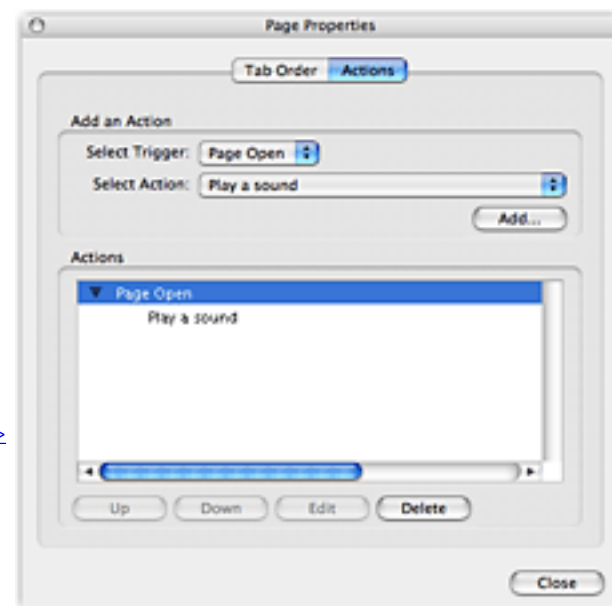 Page Properties
Tab Order Actions
Add an Action
Select Trigger: Page Open
Select Action: Play a sound
Add...
Actions
Page Open
Play a sound
>
Up Down Edit Delete
Close